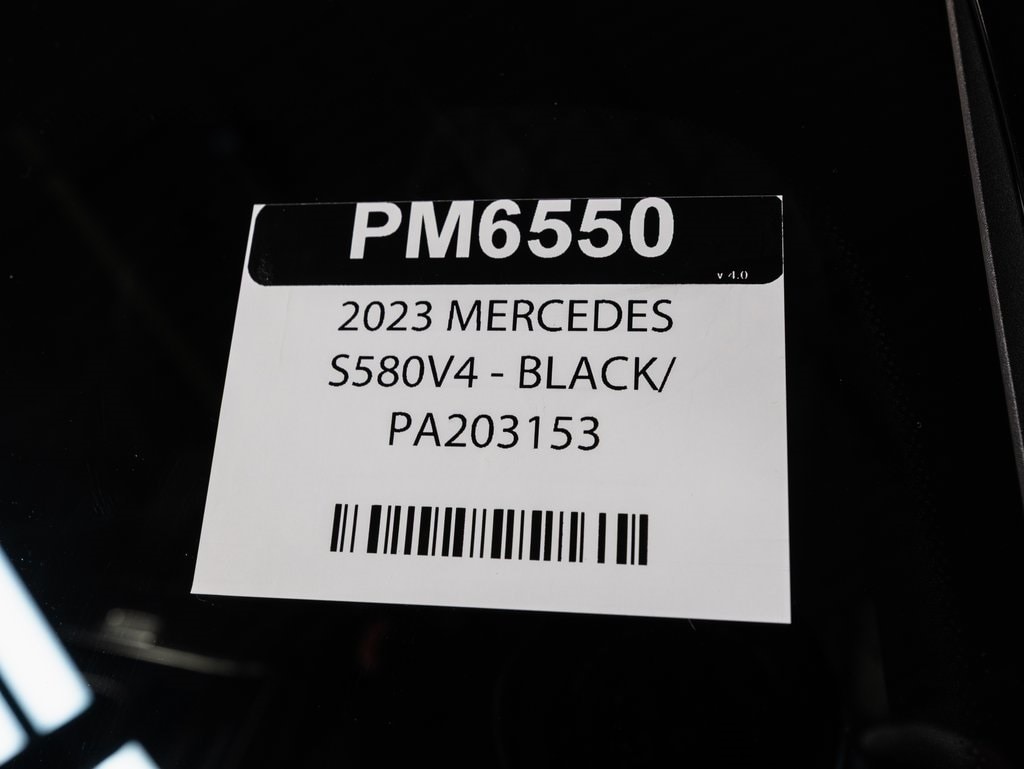 PM6550
v 4.0
2023 MERCEDES
S580V4 - BLACK/
PA203153